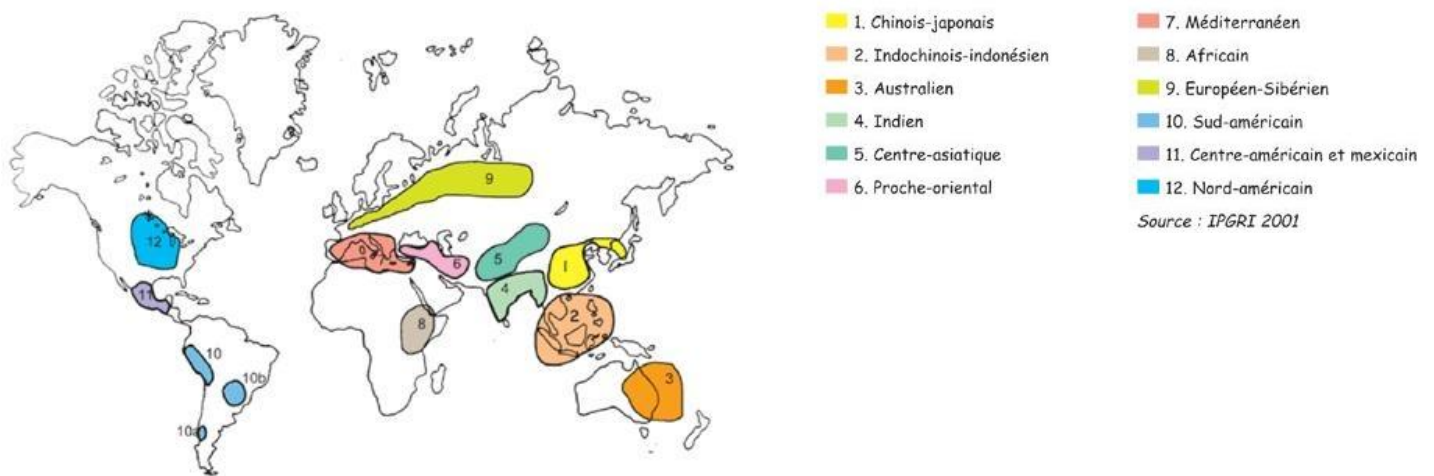 1. Chinois-japonais
2. Indochinois-indonésien
3. Australien
4. Indien
5. Centre-asiatique
6. Proche-oriental
7. Méditerranéen
8. Africain
9. Européen-Sibérien
10. Sud-américain
11. Centre-américain et mexicain
12. Nord-américain
Source : IPGRI 2001
9
12
5
6
1
4
11
8
2
10
10b
3
10a